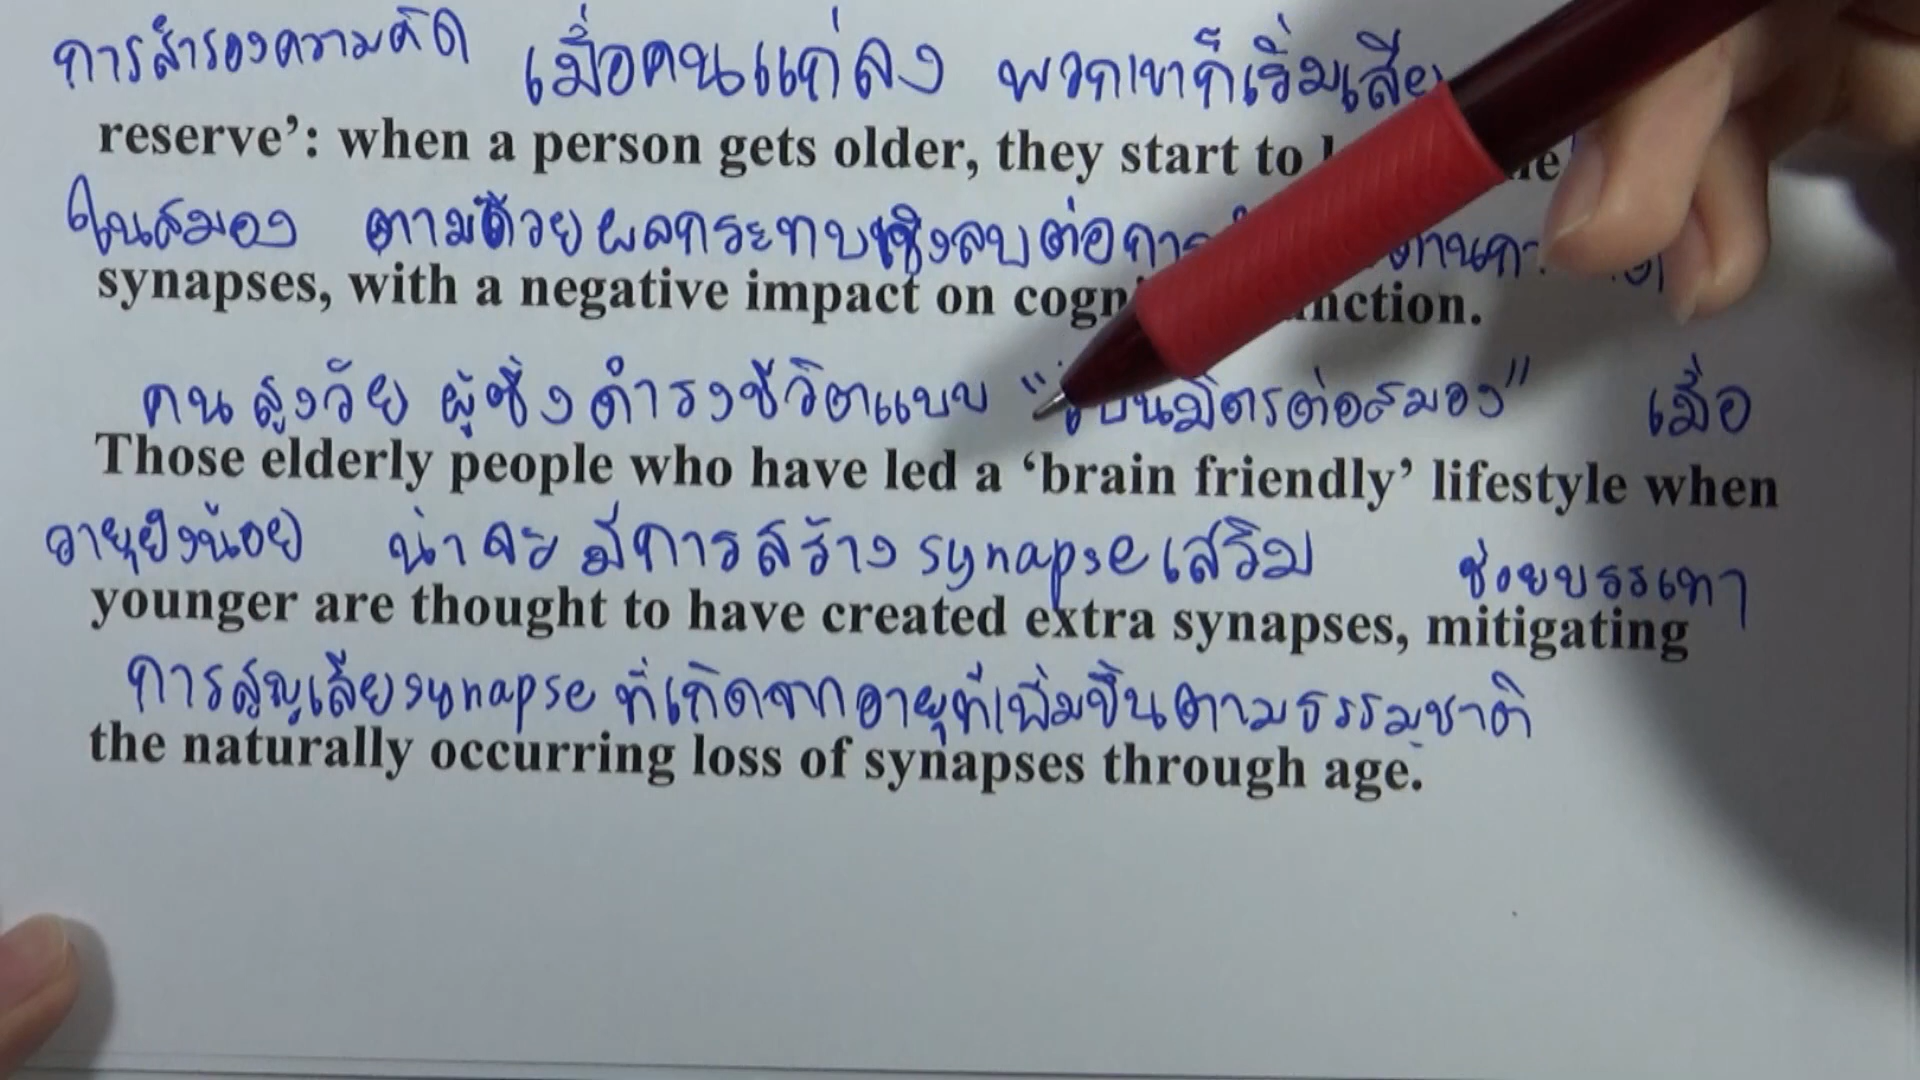 การสำรองความคิด เมื่อคนแก่ลง พวกเขาก็เริ่มเสีย
reserve’: when a person gets older, they start to
ในสมอง ตามด้วยผลกระทบเชิงลบต่อ
synapses, with a negative impact on
คนสูงวัย ผู้ซึ่งดำรงชีวิตแบบ “เป็นมิตรต่อสมอง” เมื่อ
Those elderly people who have led a ‘brain friendly’ lifestyle when
อายุยังน้อย น่าจะมีการสร้าง synapse เสริม ช่วยบรรเทา
younger are thought to have created extra synapses, mitigating
การสูญเสีย synapse ที่เกิดจากอายุที่เพิ่มขึ้นตามธรรมชาติ
the naturally occurring loss of synapses through age.